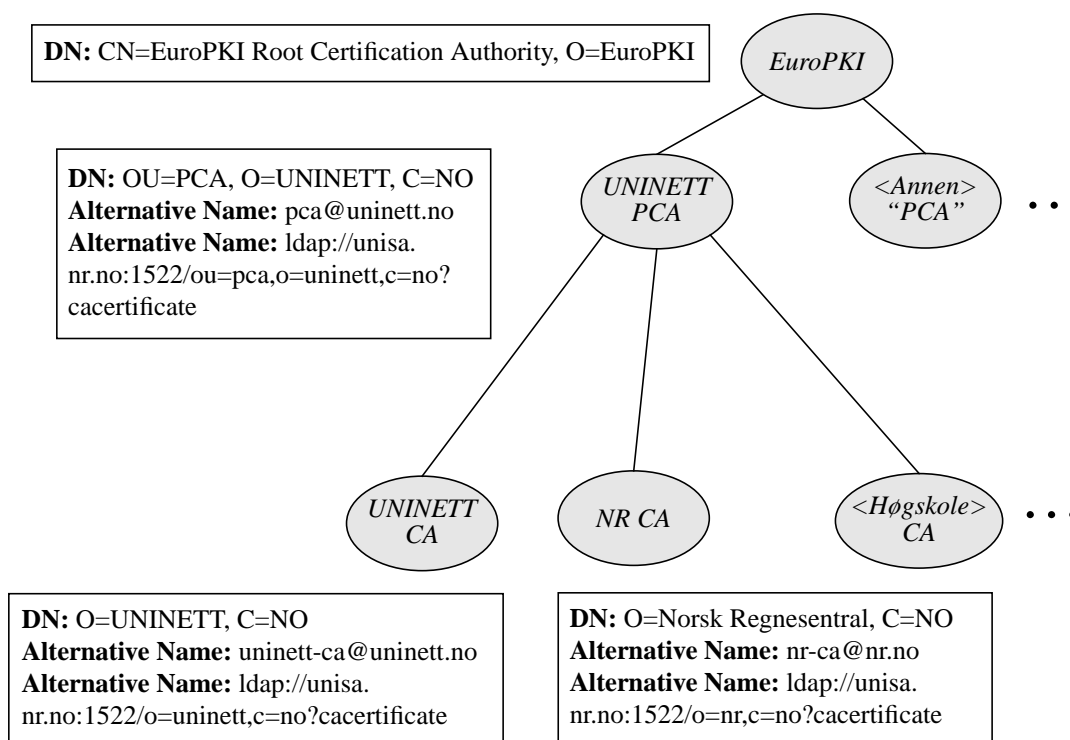 DN: CN=EuroPKI Root Certification Authority, O=EuroPKI
EuroPKI
DN: OU=PCA, O=UNINETT, C=NO
Alternative Name: pca@uninett.no
Alternative Name: ldap://unisa.
nr.no:1522/ou=pca,o=uninett,c=no?
cacertificate
UNINETT
PCA
<Annen>
“PCA”
UNINETT
CA
NR CA
<Høgskole>
CA
DN: O=UNINETT, C=NO
Alternative Name: uninett-ca@uninett.no
Alternative Name: ldap://unisa.
nr.no:1522/o=uninett,c=no?cacertificate
DN: O=Norsk Regnesentral, C=NO
Alternative Name: nr-ca@nr.no
Alternative Name: ldap://unisa.
nr.no:1522/o=nr,c=no?cacertificate